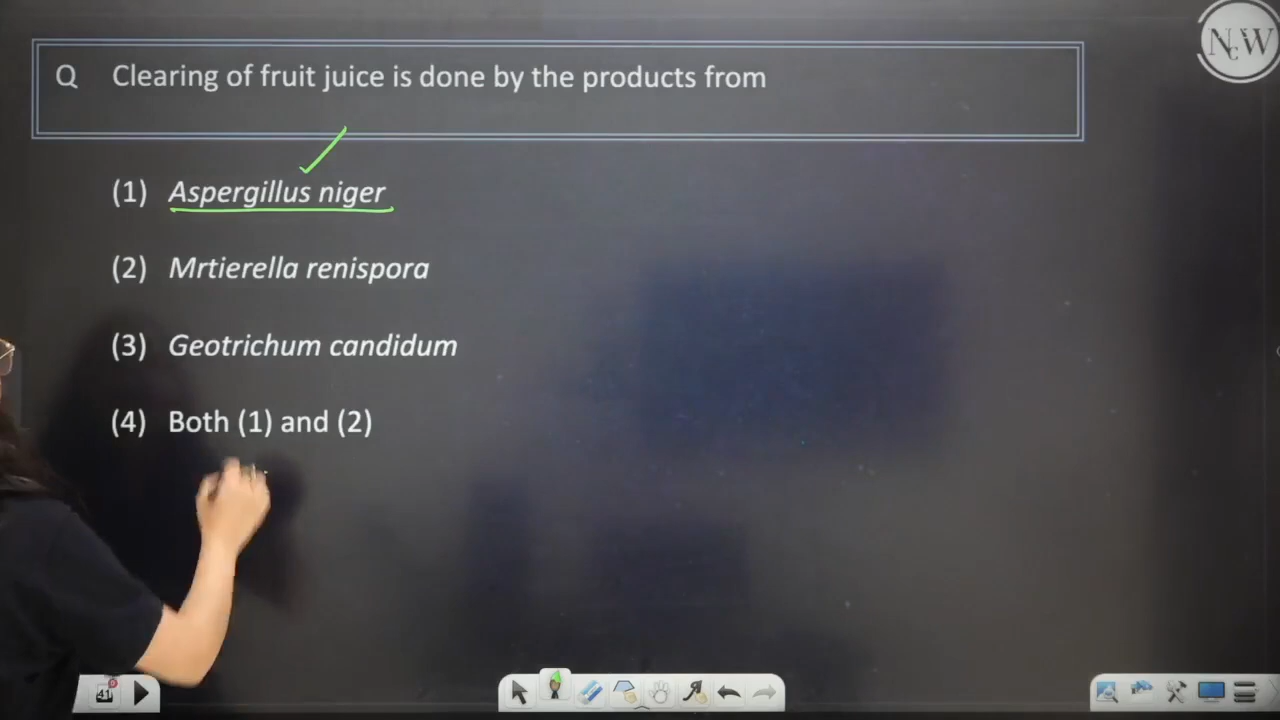 NcW
Q Clearing of fruit juice is done by the products from
(1) Aspergillus niger
(2) Mrtierella renispora
(3) Geotrichum candidum
(4) Both (1) and (2)
41